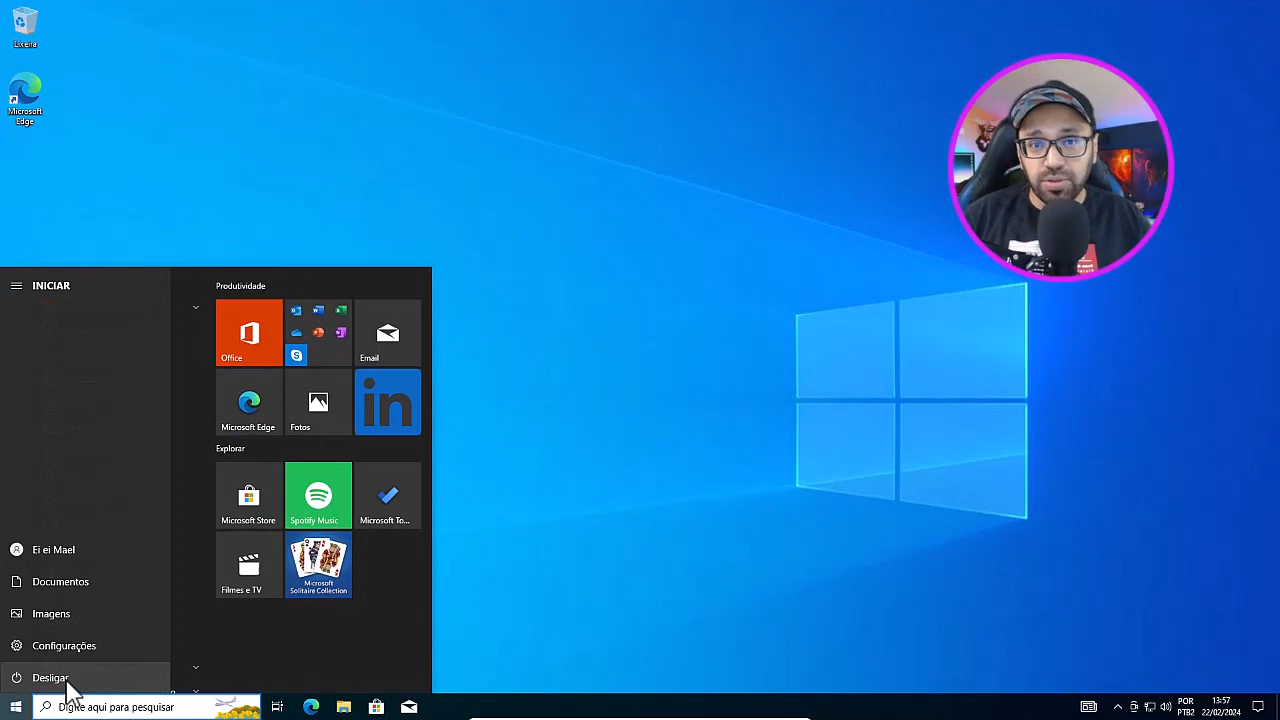 Lixeira
Microsoft
Edge
INICIAR
Produtividade
Office
Email
Microsoft Edge
Fotos
in
Explorar
Microsoft Store
Spotify Music
Microsoft To...
Filmes e TV
Microsoft
Solitaire Collection
Ei ei Mael
Documentos
Imagens
Configurações
Desligar
Digite aqui para pesquisar
POR
PTB2
13:57
22/02/2024